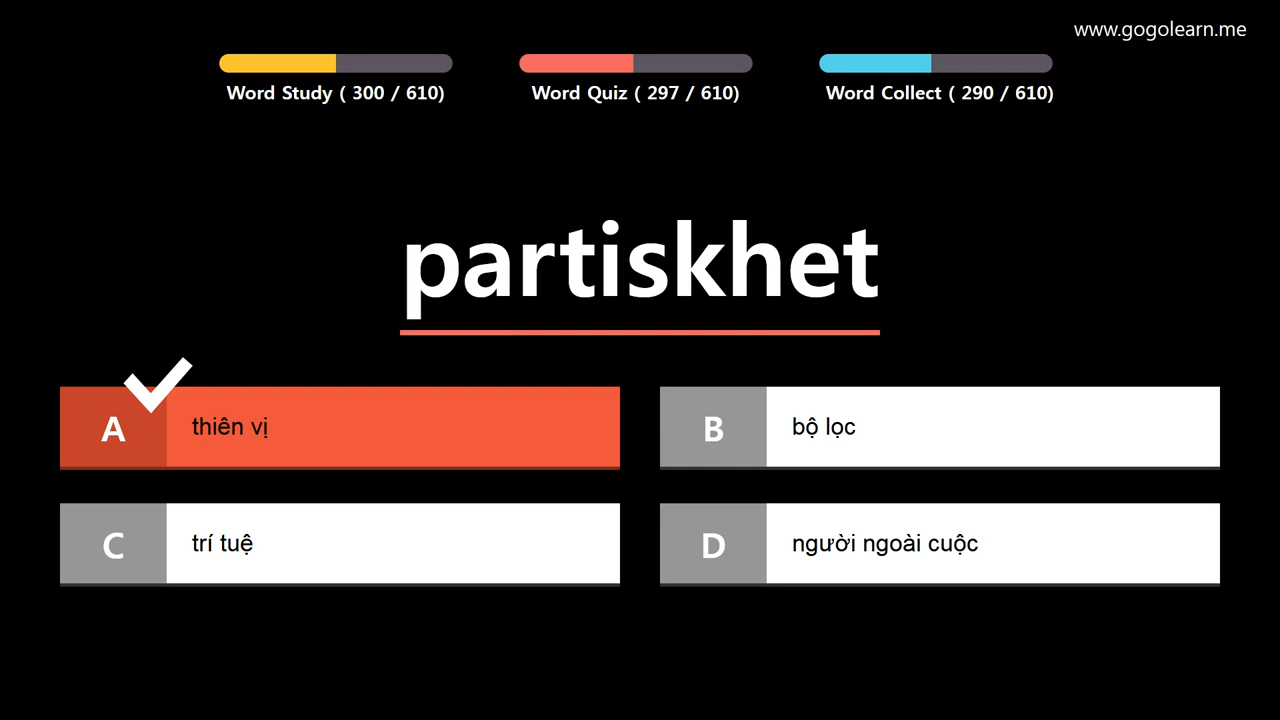 www.gogolearn.me
Word Study ( 300 / 610)
Word Quiz ( 297 / 610)
Word Collect ( 290 / 610)
partiskhet
A thiên vị
B bộ lọc
C trí tuệ
D người ngoài cuộc